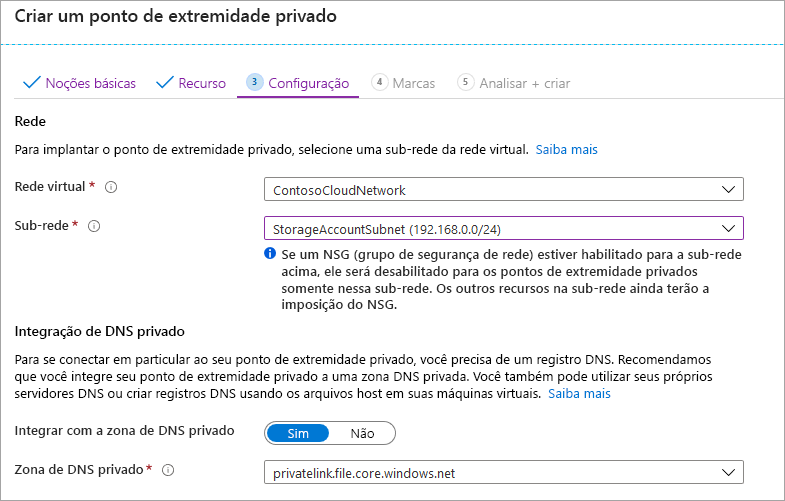 Criar um ponto de extremidade privado
Noções básicas Recurso 3 Configuração 4 Marcas 5 Analisar + criar
Rede
Para implantar o ponto de extremidade privado, selecione uma sub-rede da rede virtual. Saiba mais
Rede virtual * ContosoCloudNetwork
Sub-rede * StorageAccountSubnet (192.168.0.0/24)
Se um NSG (grupo de segurança de rede) estiver habilitado para a sub-rede
acima, ele será desabilitado para os pontos de extremidade privados
somente nessa sub-rede. Os outros recursos na sub-rede ainda terão a
imposição do NSG.
Integração de DNS privado
Para se conectar em particular ao seu ponto de extremidade privado, você precisa de um registro DNS. Recomendamos
que você integre seu ponto de extremidade privado a uma zona DNS privada. Você também pode utilizar seus próprios
servidores DNS ou criar registros DNS usando os arquivos host em suas máquinas virtuais. Saiba mais
Integrar com a zona de DNS privado Sim Não
Zona de DNS privado * privatelink.file.core.windows.net